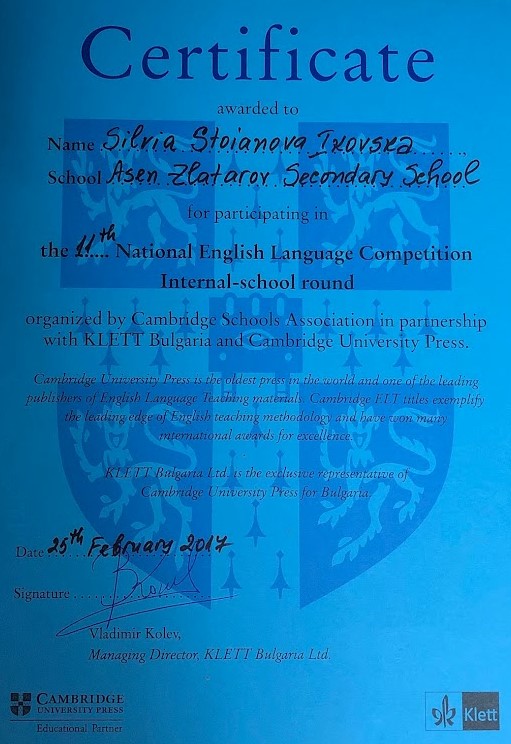 Certificate
awarded to
Name Silvia Stoianova Ikovska
School Asen Zlatarov Secondary School
for participating in
the 11th National English Language Competition
Internal-school round
organized by Cambridge Schools Association in partnership
with KLETT Bulgaria and Cambridge University Press.
Cambridge University Press is the oldest press in the world and one of the leading
publishers of English Language Teaching materials. Cambridge ELT titles exemplify
the leading edge of English teaching methodology and have won many
international awards for excellence.
KLETT Bulgaria Ltd. is the exclusive representative of
Cambridge University Press for Bulgaria.
Date 25th February 2017
Signature
Vladimir Kolev,
Managing Director, KLETT Bulgaria Ltd
CAMBRIDGE
UNIVERSITY PRESS
Educational Partner
Klett